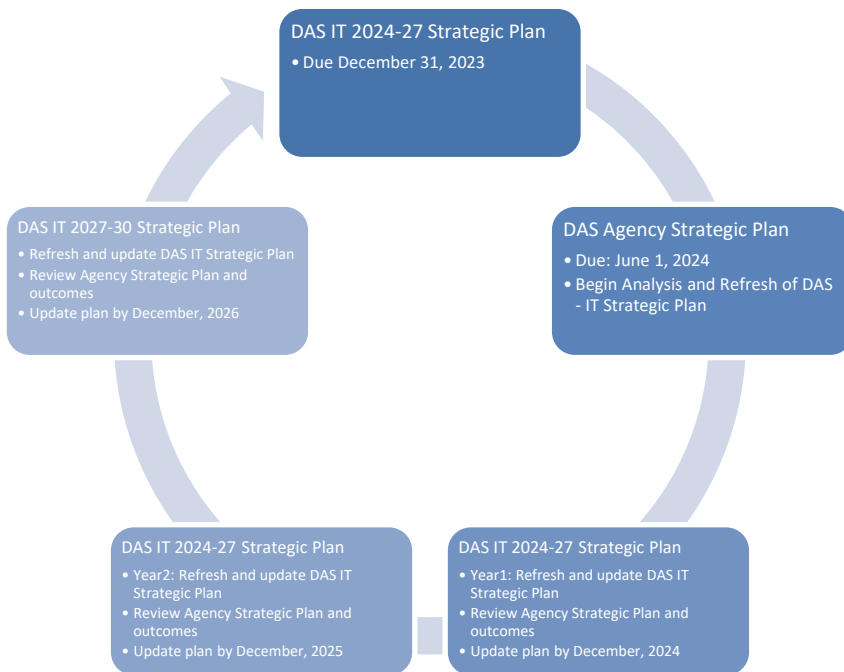 DAS IT 2024-27 Strategic Plan
• Due December 31, 2023
DAS Agency Strategic Plan
• Due: June 1, 2024
• Begin Analysis and Refresh of DAS
- IT Strategic Plan
DAS IT 2024-27 Strategic Plan
• Year1: Refresh and update DAS IT
Strategic Plan
• Review Agency Strategic Plan and
outcomes
• Update plan by December, 2024
DAS IT 2024-27 Strategic Plan
• Year2: Refresh and update DAS IT
Strategic Plan
• Review Agency Strategic Plan and
outcomes
• Update plan by December, 2025
DAS IT 2027-30 Strategic Plan
• Refresh and update DAS IT Strategic Plan
• Review Agency Strategic Plan and
outcomes
• Update plan by December, 2026